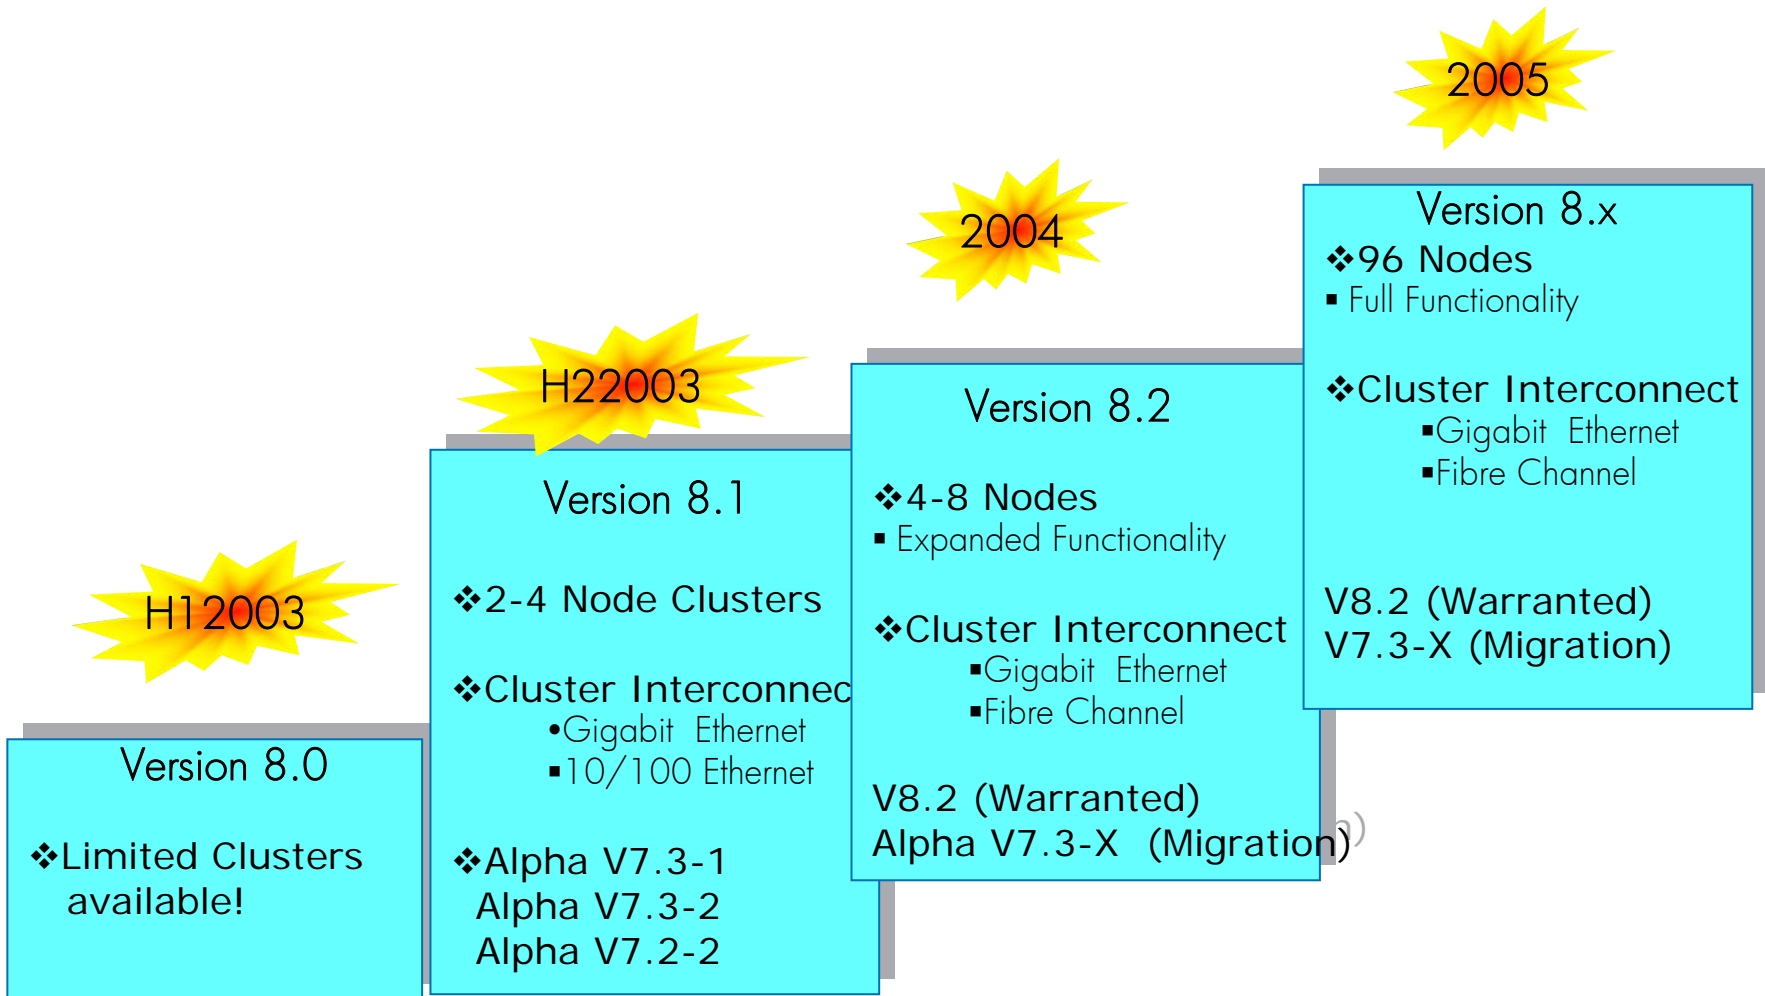 H12003
Version 8.0
❖Limited Clusters
available!
H22003
Version 8.1
❖2-4 Node Clusters
❖Cluster Interconnec
•Gigabit Ethernet
▪10/100 Ethernet
❖Alpha V7.3-1
Alpha V7.3-2
Alpha V7.2-2
2004
Version 8.2
❖4-8 Nodes
▪ Expanded Functionality
❖Cluster Interconnect
▪Gigabit Ethernet
▪Fibre Channel
V8.2 (Warranted)
Alpha V7.3-X (Migration)
2005
Version 8.x
❖96 Nodes
▪ Full Functionality
❖Cluster Interconnect
▪Gigabit Ethernet
▪Fibre Channel
V8.2 (Warranted)
V7.3-X (Migration)